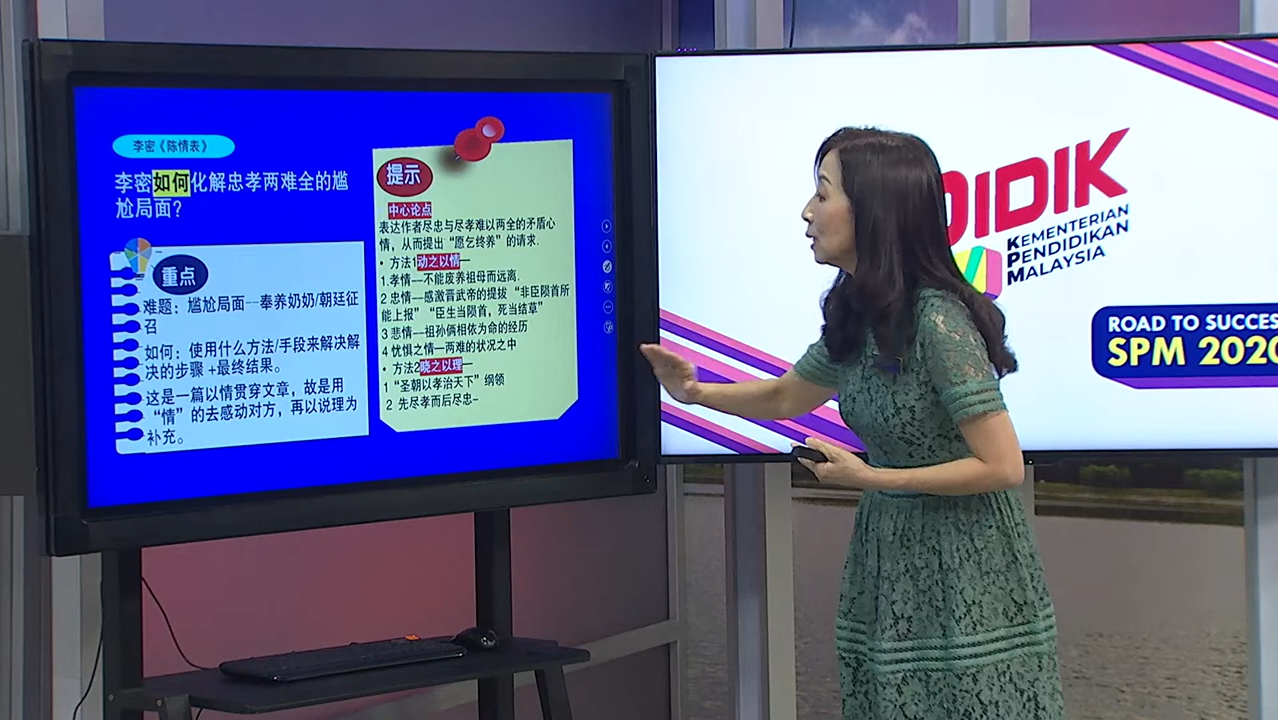 李密《陈情表》
李密如何化解忠孝两难全的尴
尬局面？
重点
难题：尴尬局面--奉养奶奶/朝廷征
召
如何：使用什么方法/手段来解决解
决的步骤+最终结果。
这是一篇以情贯穿文章，故是用
“情”的去感动对方，再以说理为
补充。
提示
中心论点
表达作者尽忠与尽孝难以两全的矛盾心
情，从而提出“愿乞终养”的请求.
• 方法1动之以情—
1.孝情--不能废养祖母而远离.
2 忠情--感激晋武帝的提拔 “非臣陨首所
能上报” “臣生当陨首，死当结草”
3 悲情—祖孙俩相依为命的经历
4 忧惧之情—两难的状况之中
• 方法2晓之以理—
1 “圣朝以孝治天下” 纲领
2 先尽孝而后尽忠-
DIDIK
KPM
KEMENTERIAN
PENDIDIKAN
MALAYSIA
ROAD TO SUCCES
SPM 2020